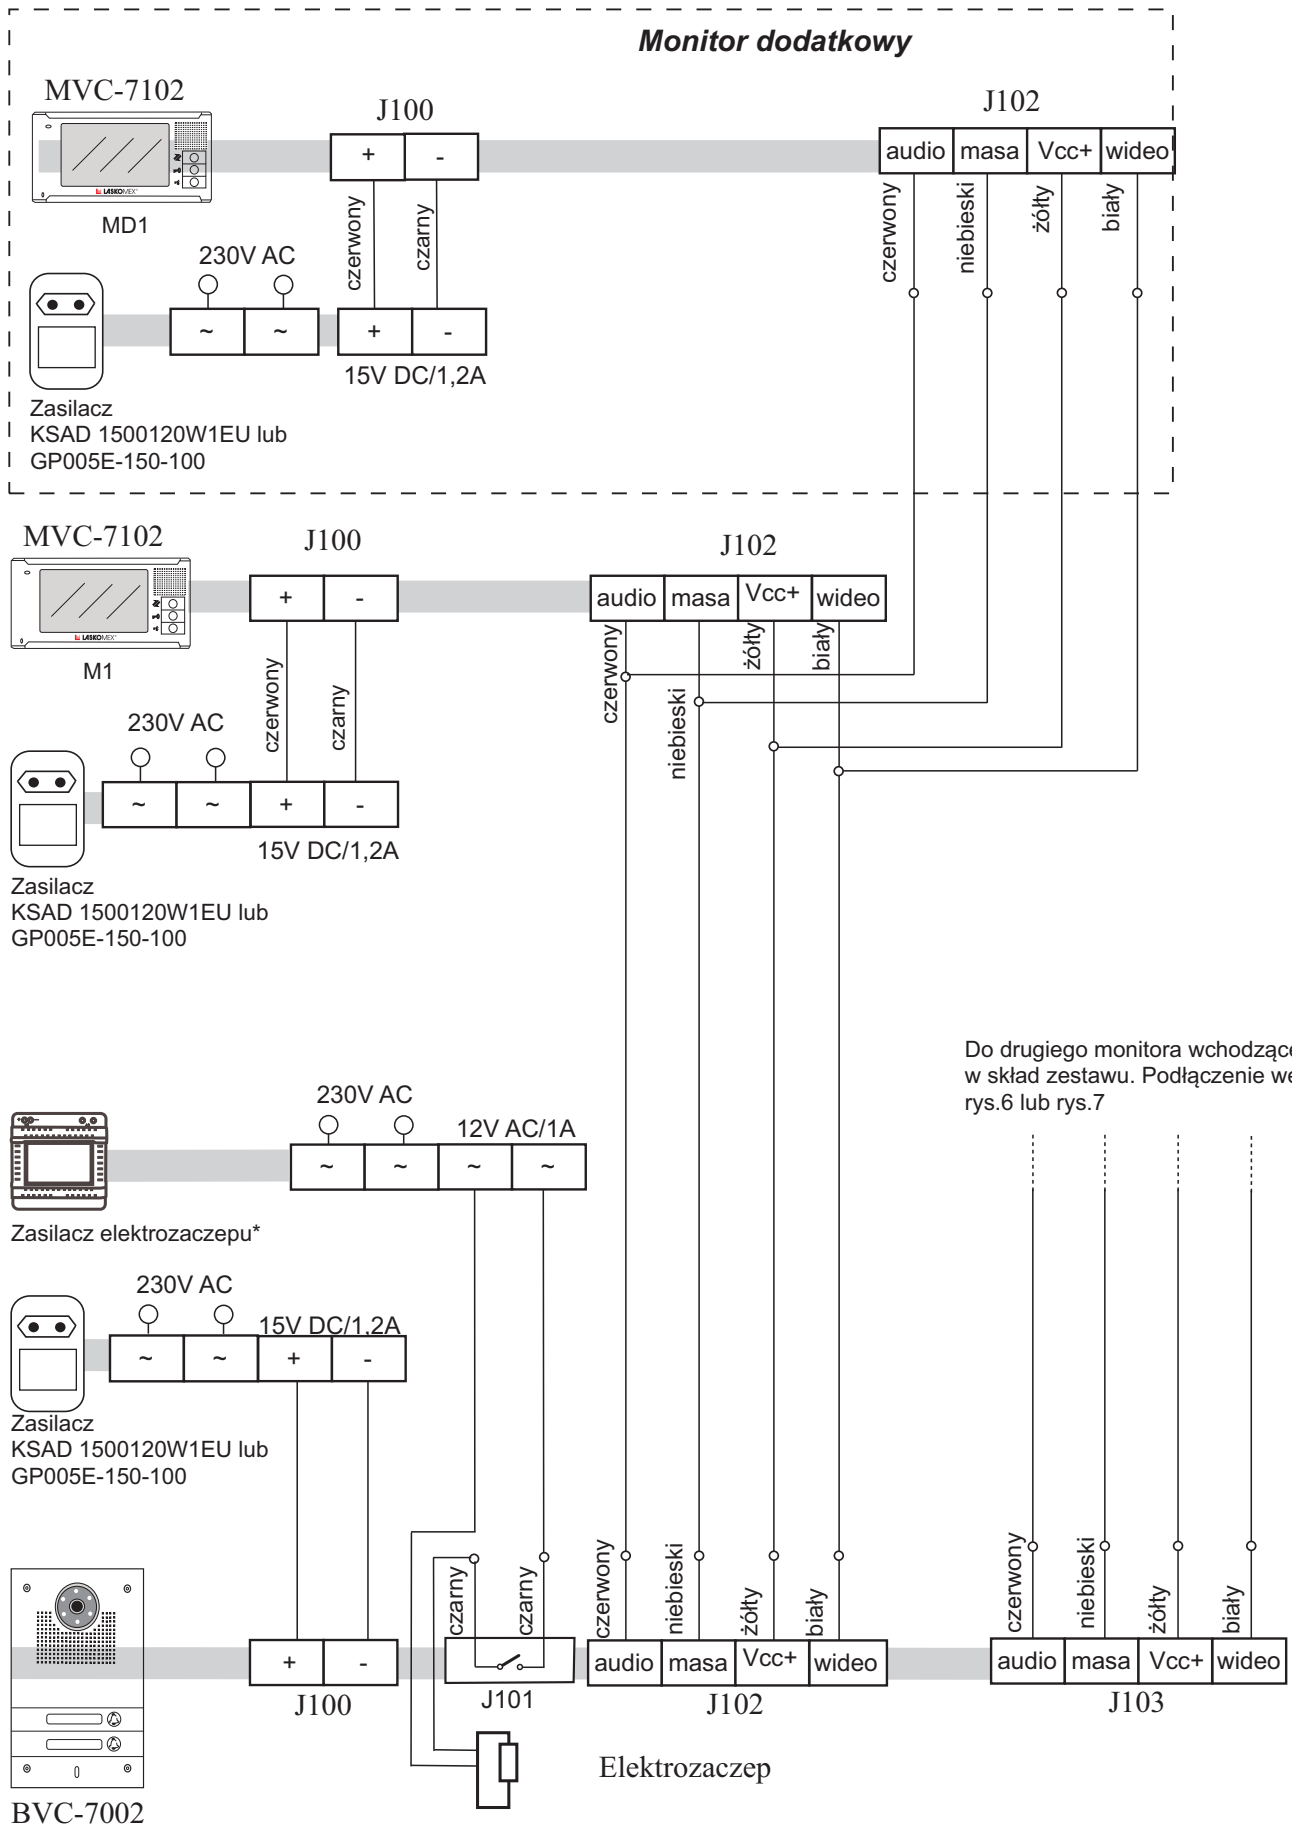 Monitor dodatkowy
MVC-7102
J100
J102
+ -
audio masa Vcc+ wideo
LASKOMEX
MD1
czerwony
czarny
czerwony
niebieski
żółty
biały
230V AC
~ ~ + -
15V DC/1,2A
Zasilacz
KSAD 1500120W1EU lub
GP005E-150-100
MVC-7102
J100
J102
+ -
audio masa Vcc+ wideo
LASKOMEX
M1
czerwony
czarny
czerwony
niebieski
żółty
biały
230V AC
~ ~ + -
15V DC/1,2A
Zasilacz
KSAD 1500120W1EU lub
GP005E-150-100
Do drugiego monitora wchodzące
w skład zestawu. Podłączenie we
rys.6 lub rys.7
230V AC
12V AC/1A
~ ~ ~ ~
Zasilacz elektrozaczepu*
230V AC
15V DC/1,2A
~ ~ + -
Zasilacz
KSAD 1500120W1EU lub
GP005E-150-100
czarny
czarny
czerwony
niebieski
żółty
biały
czerwony
niebieski
żółty
biały
+ -
audio masa Vcc+ wideo
audio masa Vcc+ wideo
J100
J101
J102
J103
Elektrozaczep
BVC-7002